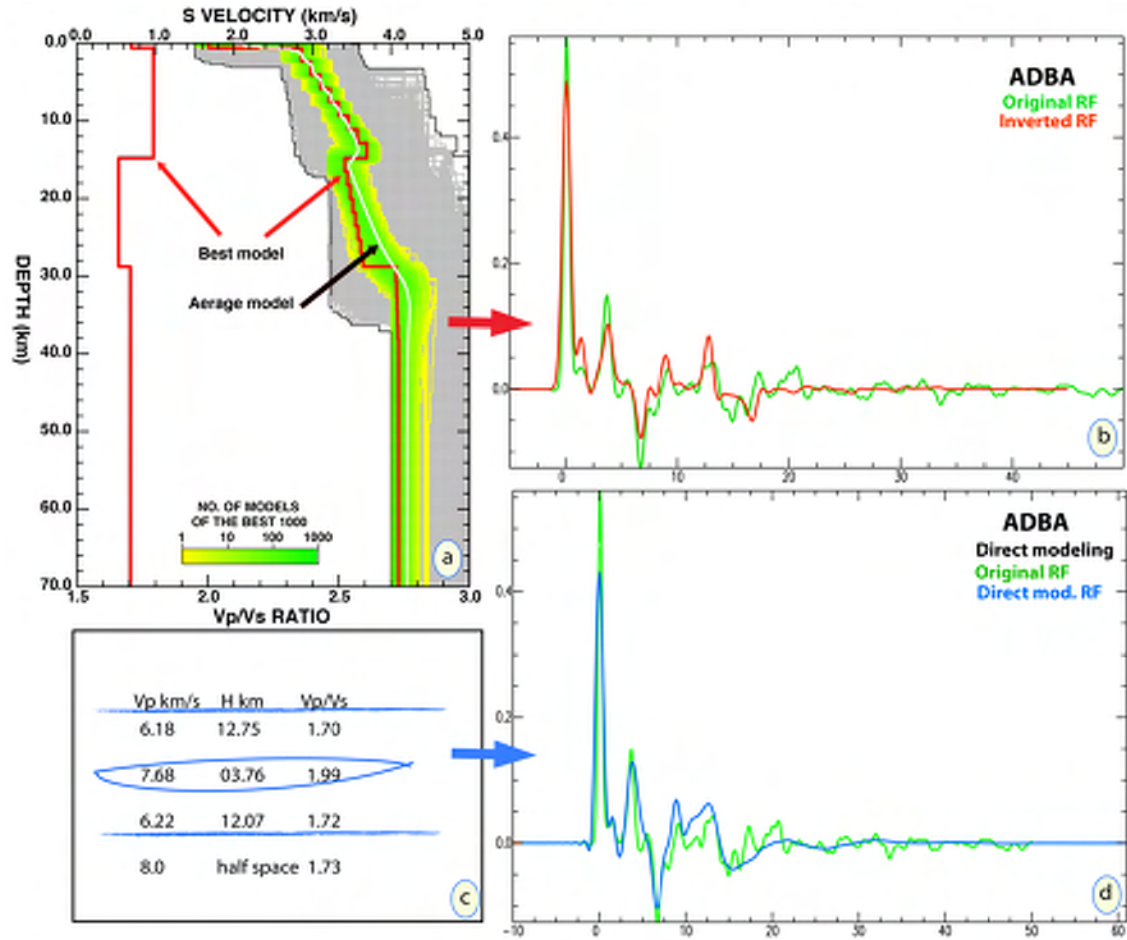 S VELOCITY (km/s)
0.0 1.0 2.0 3.0 4.0 5.0
0.0
10.0
20.0
30.0
40.0
50.0
60.0
70.0
DEPTH (km)
Best model
Aerage model
NO. OF MODELS
OF THE BEST 1000
1 10 100 1000
a
1.5 2.0 2.5 3.0
Vp/Vs RATIO
ADBA
Original RF
Inverted RF
0.4
0.2
0.0
b
0 10 20 30 40
Vp km/s H km Vp/Vs
6.18 12.75 1.70
7.68 03.76 1.99
6.22 12.07 1.72
8.0 half space 1.73
c
ADBA
Direct modeling
Original RF
Direct mod. RF
0.4
0.2
0.0
d
-10 0 10 20 30 40 50 60